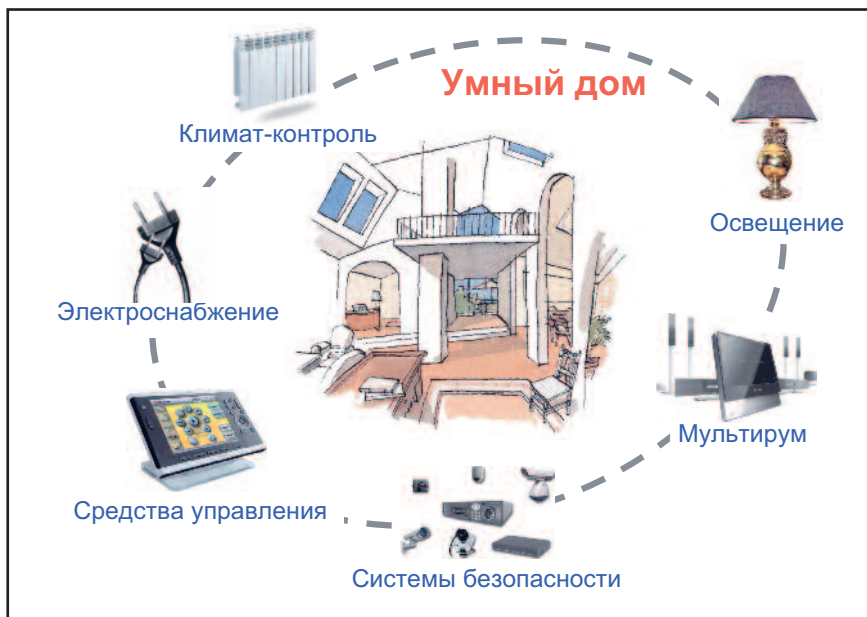 Умный дом
Климат-контроль
Освещение
Электроснабжение
Мультирум
Средства управления
Системы безопасности